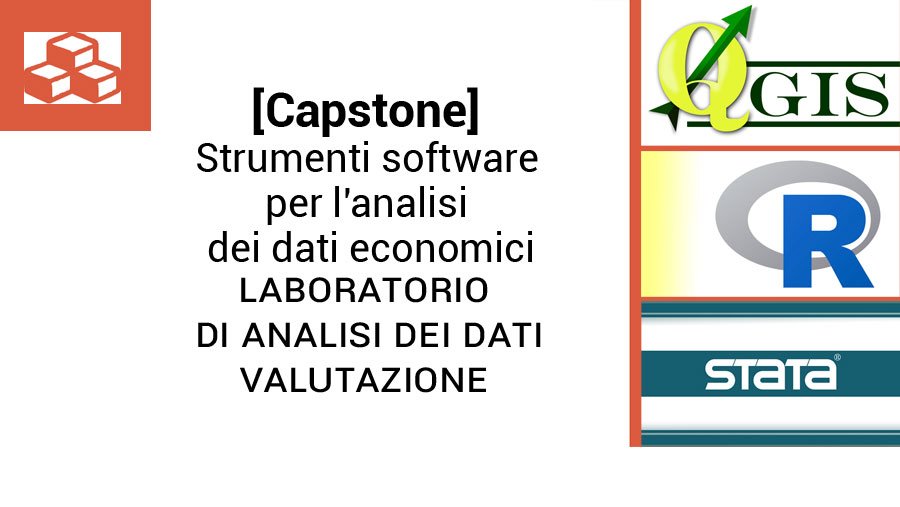 [Capstone]
Strumenti software
per l'analisi
dei dati economici
LABORATORIO
DI ANALISI DEI DATI
VALUTAZIONE
QGIS
R
STATA®